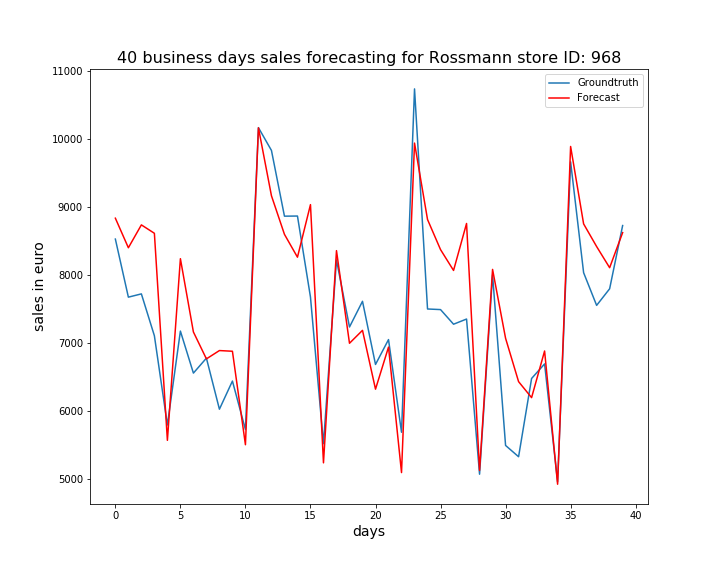 40 business days sales forecasting for Rossmann store ID: 968
Groundtruth
Forecast
sales in euro
11000
10000
9000
8000
7000
6000
5000
0 5 10 15 20 25 30 35 40
days